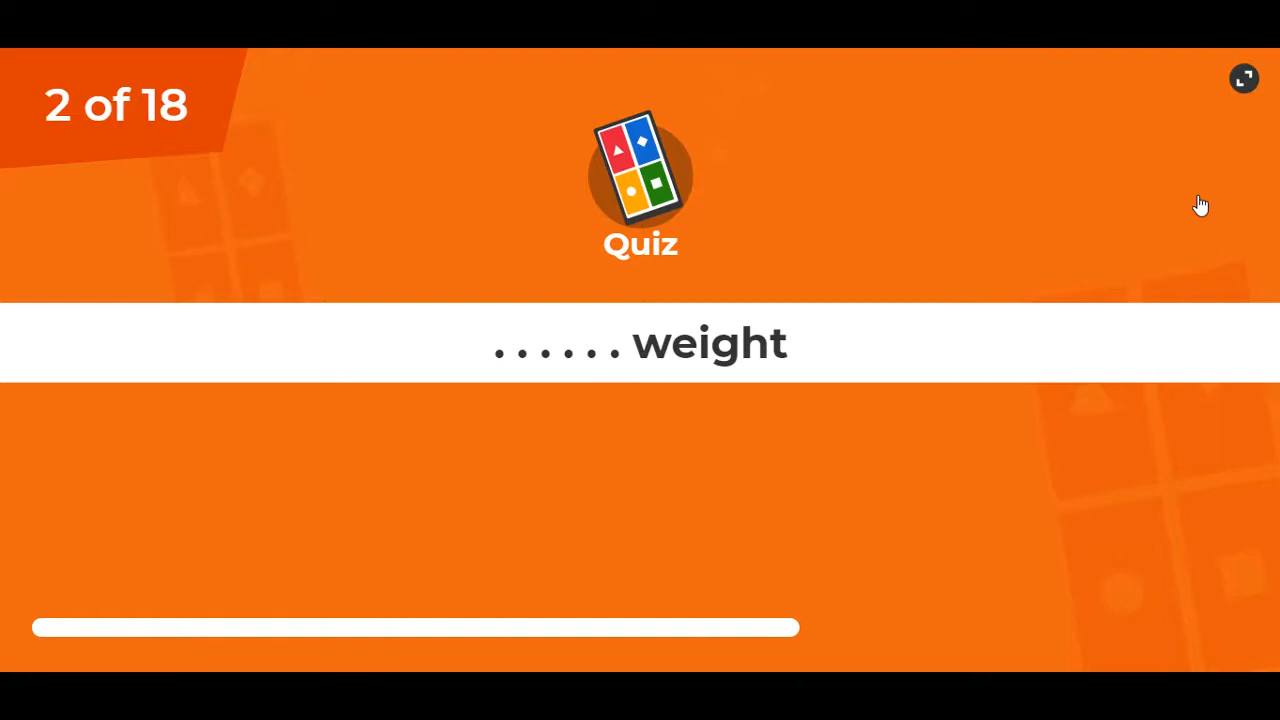 2 of 18
Quiz
. . . . . . weight